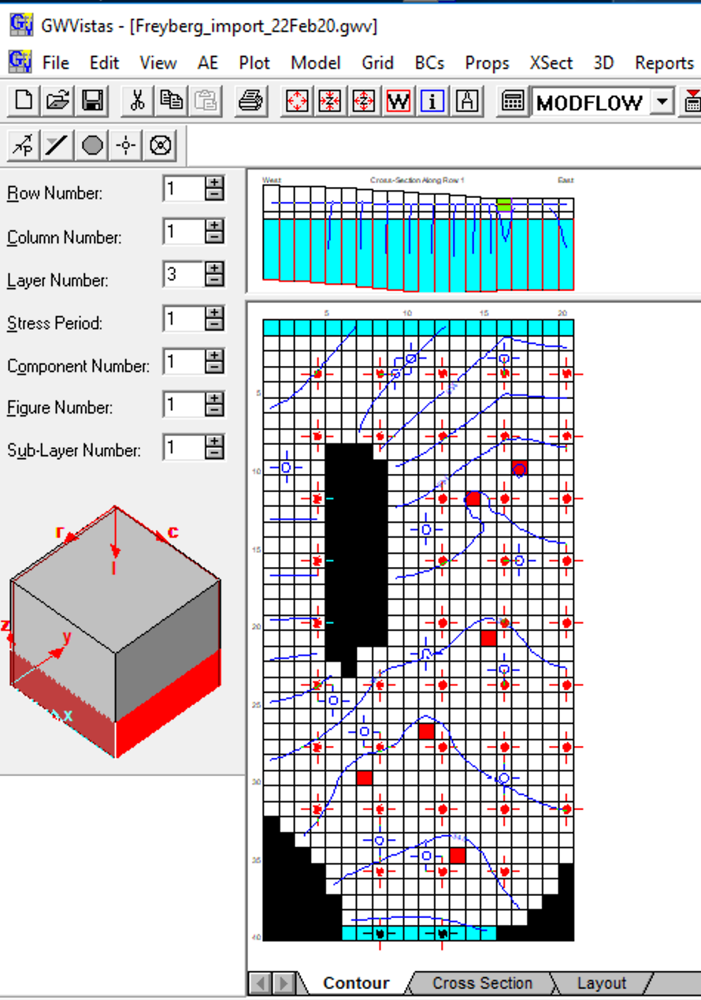 GWVistas - [Freyberg_import_22Feb20.gwv]
File Edit View AE Plot Model Grid BCs Props XSect 3D Reports
W i A MODFLOW
P
Row Number: 1
Column Number: 1
Layer Number: 3
Stress Period: 1
Component Number: 1
Figure Number: 1
Sub-Layer Number: 1
r c
l
z y
x
West Cross-Section Along Row 1 East
5 10 15 20
5
10
15
20
25
30
35
40
Contour Cross Section Layout